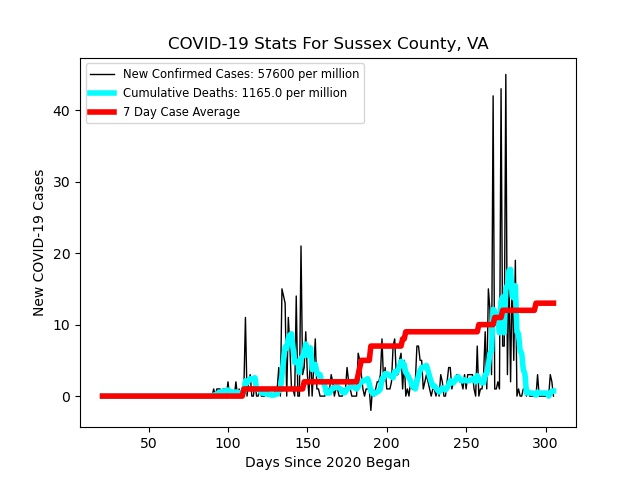 COVID-19 Stats For Sussex County, VA
New Confirmed Cases: 57600 per million
Cumulative Deaths: 1165.0 per million
7 Day Case Average
New COVID-19 Cases
40
30
20
10
0
50 100 150 200 250 300
Days Since 2020 Began